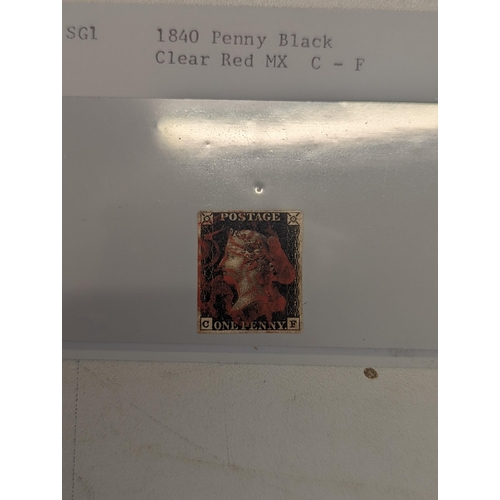 SG1 1840 Penny Black
Clear Red MX C - F
POSTAGE
C ONE PENNY F